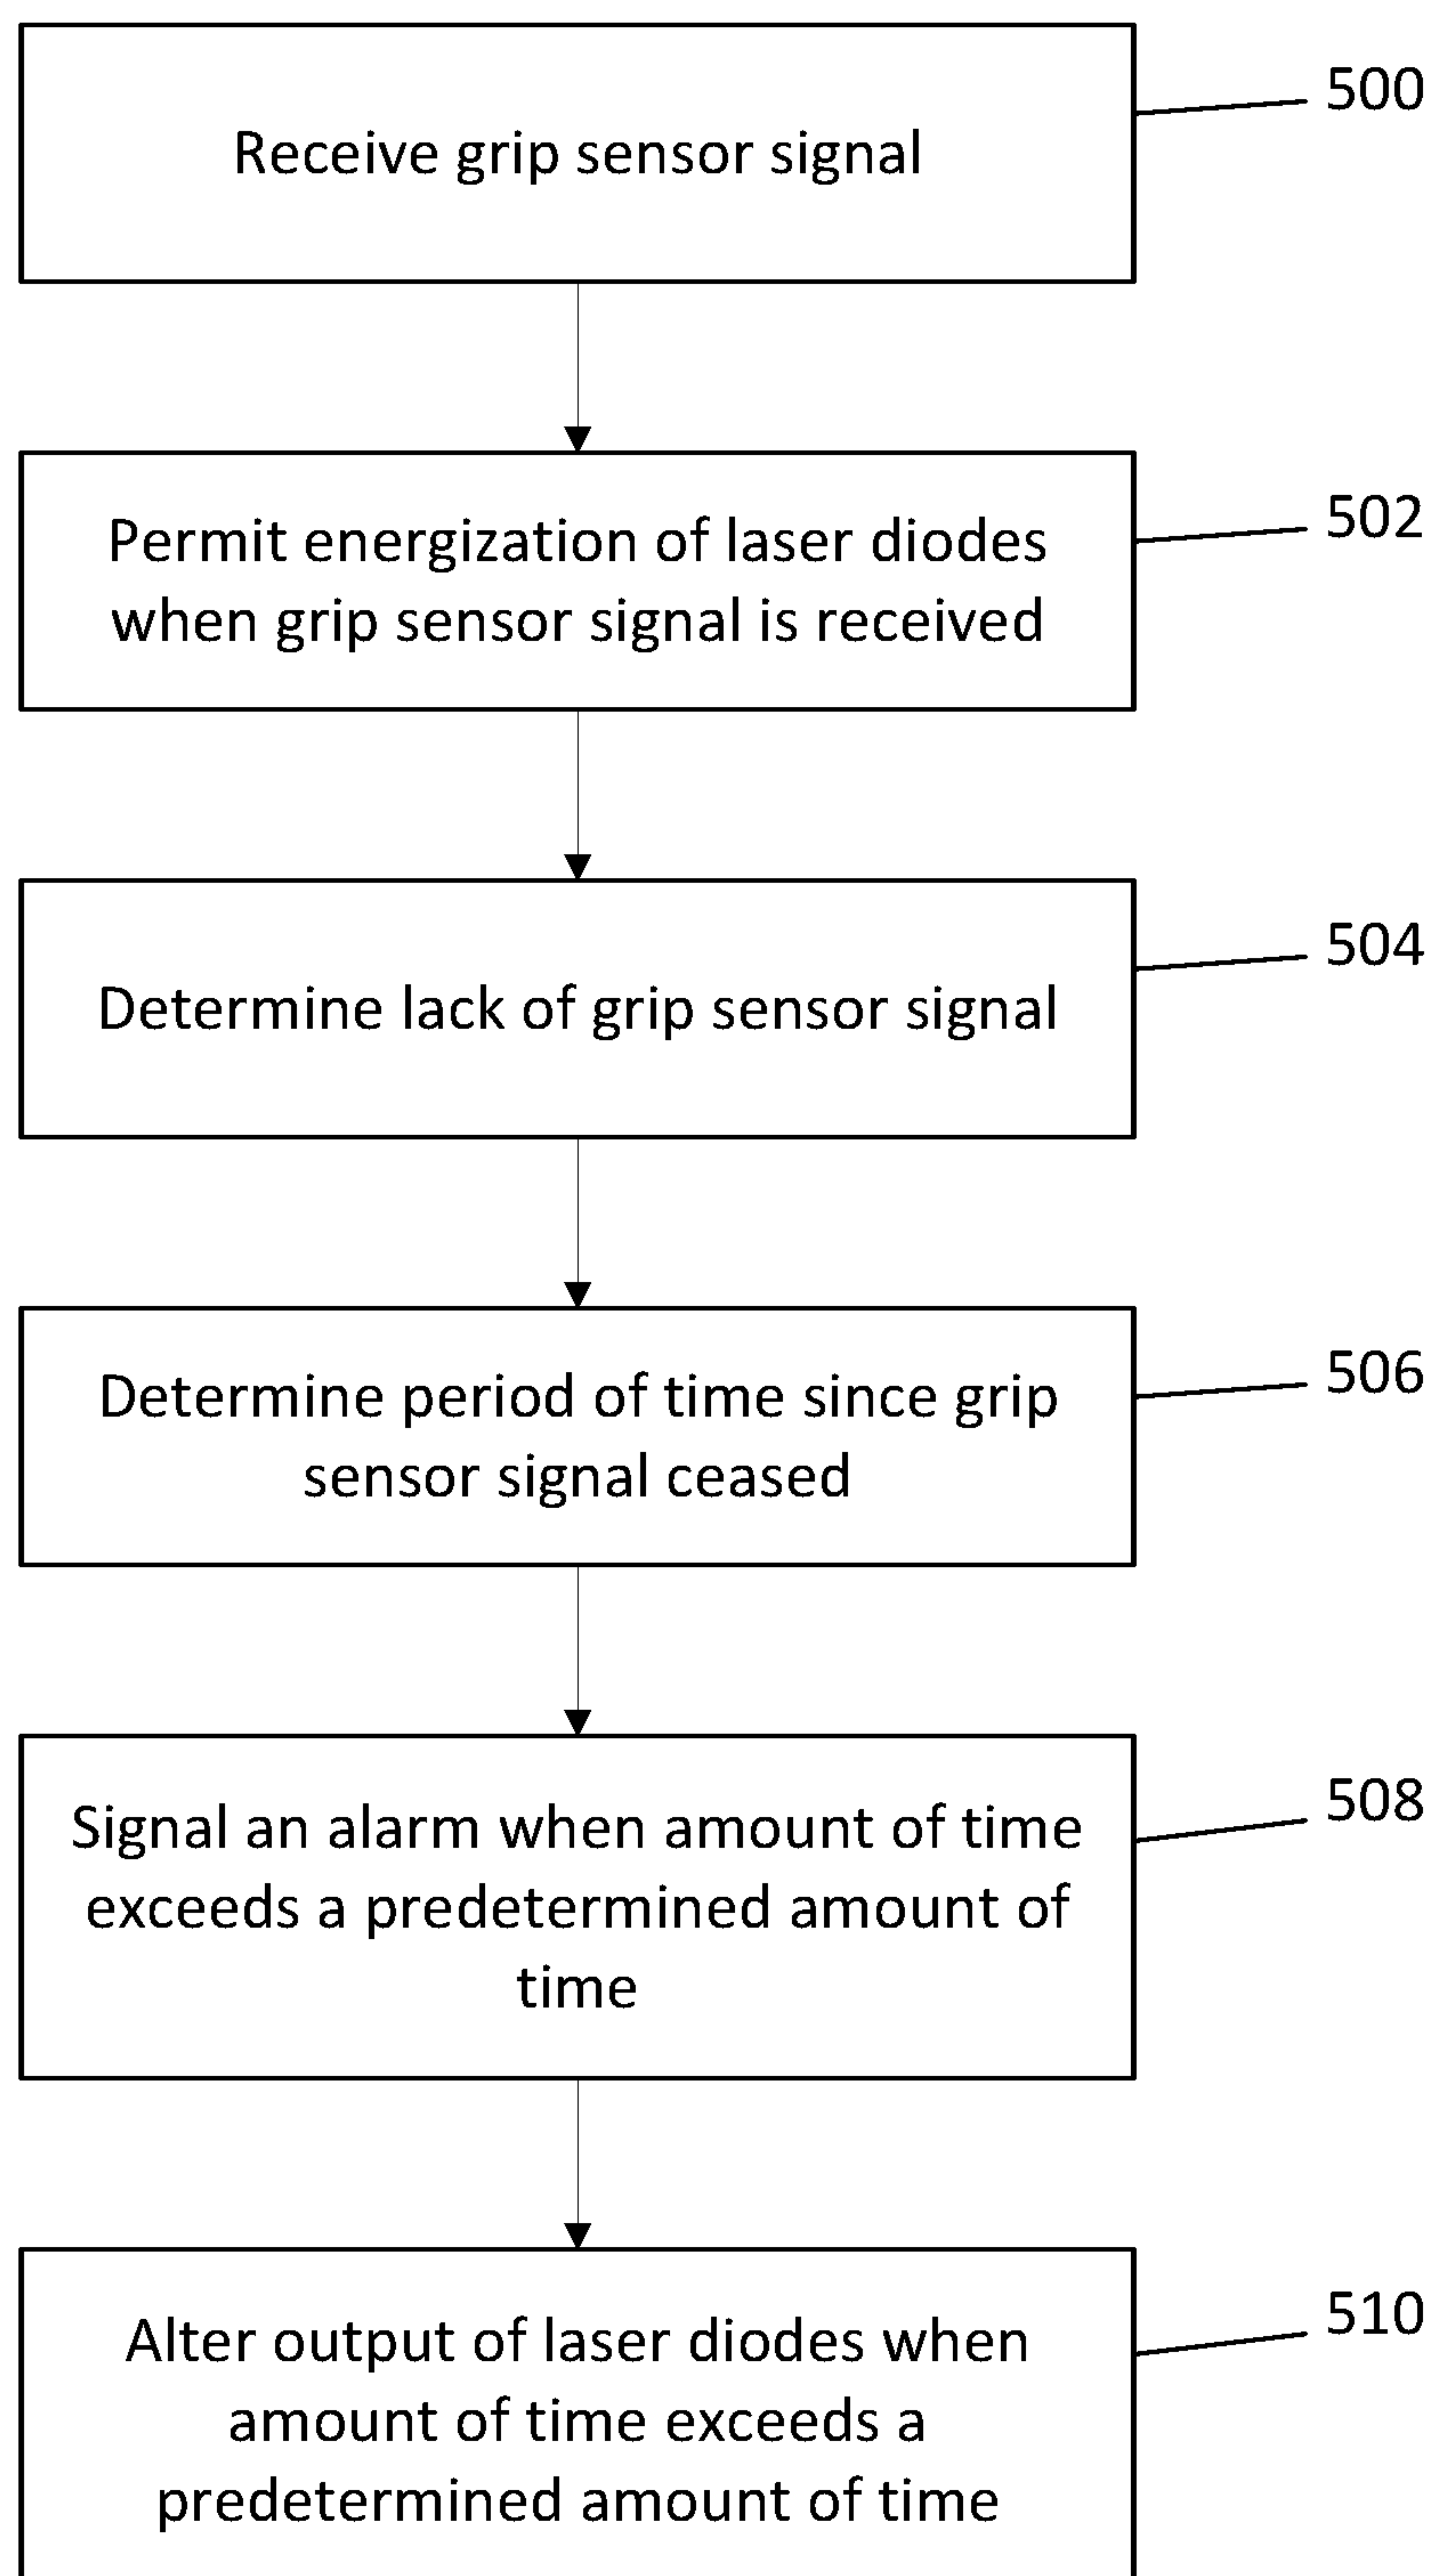 Receive grip sensor signal
500
Permit energization of laser diodes
when grip sensor signal is received
502
Determine lack of grip sensor signal
504
Determine period of time since grip
sensor signal ceased
506
Signal an alarm when amount of time
exceeds a predetermined amount of
time
508
Alter output of laser diodes when
amount of time exceeds a
predetermined amount of time
510